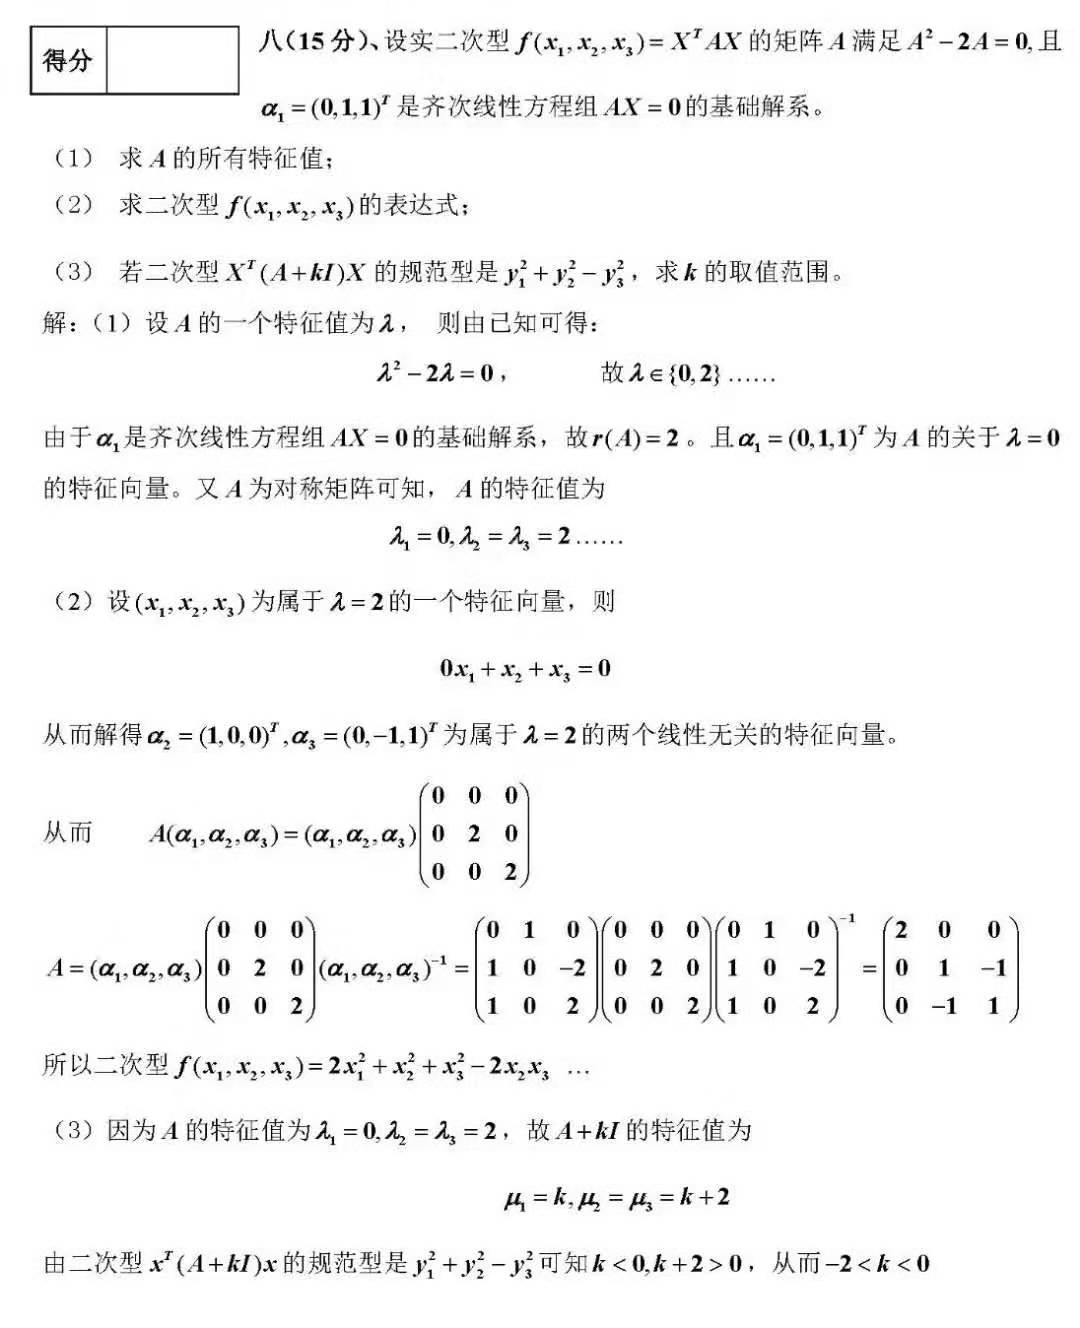 得分
八(15 分)、设实二次型 f(x₁,x₂,x₃)=XᵀAX 的矩阵 A 满足 A²−2A=0,且
α₁=(0,1,1)ᵀ 是齐次线性方程组 AX=0 的基础解系。
（1） 求 A 的所有特征值；
（2） 求二次型 f(x₁,x₂,x₃)的表达式；
（3） 若二次型 Xᵀ(A+kI)X 的规范型是 y₁²+y₂²−y₃²，求 k 的取值范围。
解：（1）设 A 的一个特征值为 λ， 则由已知可得：
λ²−2λ=0， 故 λ∈{0,2}……
由于 α₁ 是齐次线性方程组 AX=0 的基础解系，故 r(A)=2。且 α₁=(0,1,1)ᵀ 为 A 的关于 λ=0
的特征向量。又 A 为对称矩阵可知， A 的特征值为
λ₁=0,λ₂=λ₃=2……
（2）设(x₁,x₂,x₃)为属于 λ=2 的一个特征向量，则
0x₁+x₂+x₃=0
从而解得 α₂=(1,0,0)ᵀ,α₃=(0,−1,1)ᵀ 为属于 λ=2 的两个线性无关的特征向量。
从而 A(α₁,α₂,α₃)=(α₁,α₂,α₃)(0 0 0; 0 2 0; 0 0 2)
A=(α₁,α₂,α₃)(0 0 0; 0 2 0; 0 0 2)(α₁,α₂,α₃)⁻¹=(0 1 0; 1 0 −2; 1 0 2)(0 0 0; 0 2 0; 0 0 2)(0 1 0; 1 0 −2; 1 0 2)⁻¹=(2 0 0; 0 1 −1; 0 −1 1)
所以二次型 f(x₁,x₂,x₃)=2x₁²+x₂²+x₃²−2x₂x₃ …
（3）因为 A 的特征值为 λ₁=0,λ₂=λ₃=2，故 A+kI 的特征值为
μ₁=k,μ₂=μ₃=k+2
由二次型 xᵀ(A+kI)x 的规范型是 y₁²+y₂²−y₃² 可知 k<0,k+2>0，从而 −2<k<0